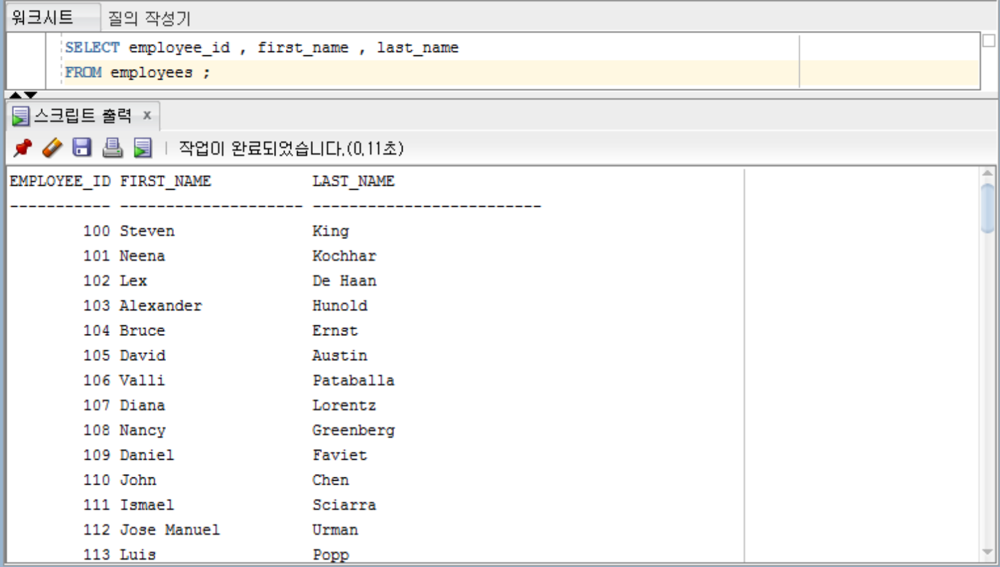 워크시트 질의 작성기
SELECT employee_id , first_name , last_name
FROM employees ;
스크립트 출력 x
작업이 완료되었습니다.(0,11초)
EMPLOYEE_ID FIRST_NAME           LAST_NAME
----------- -------------------- -------------------------
        100 Steven               King
        101 Neena                Kochhar
        102 Lex                  De Haan
        103 Alexander            Hunold
        104 Bruce                Ernst
        105 David                Austin
        106 Valli                Pataballa
        107 Diana                Lorentz
        108 Nancy                Greenberg
        109 Daniel               Faviet
        110 John                 Chen
        111 Ismael               Sciarra
        112 Jose Manuel          Urman
        113 Luis                 Popp